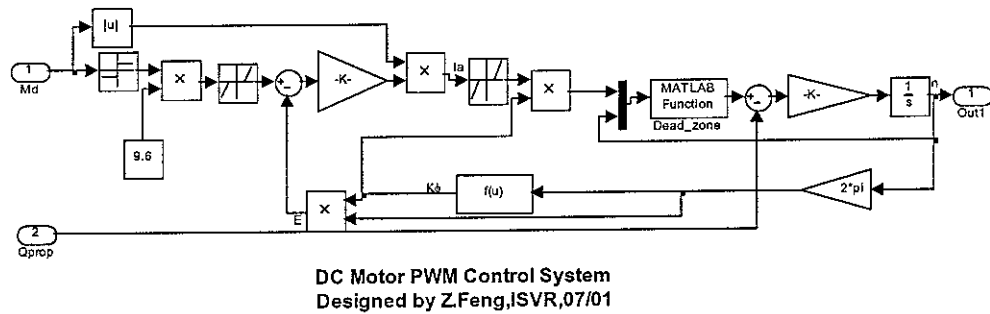 |u|
1
Md
×
9.6
-K-
×
Ia
×
MATLAB
Function
Dead_zone
-K-
1
s
n
1
Out1
Kϕ
f(u)
2*pi
E
×
2
Qprop
DC Motor PWM Control System
Designed by Z.Feng,ISVR,07/01